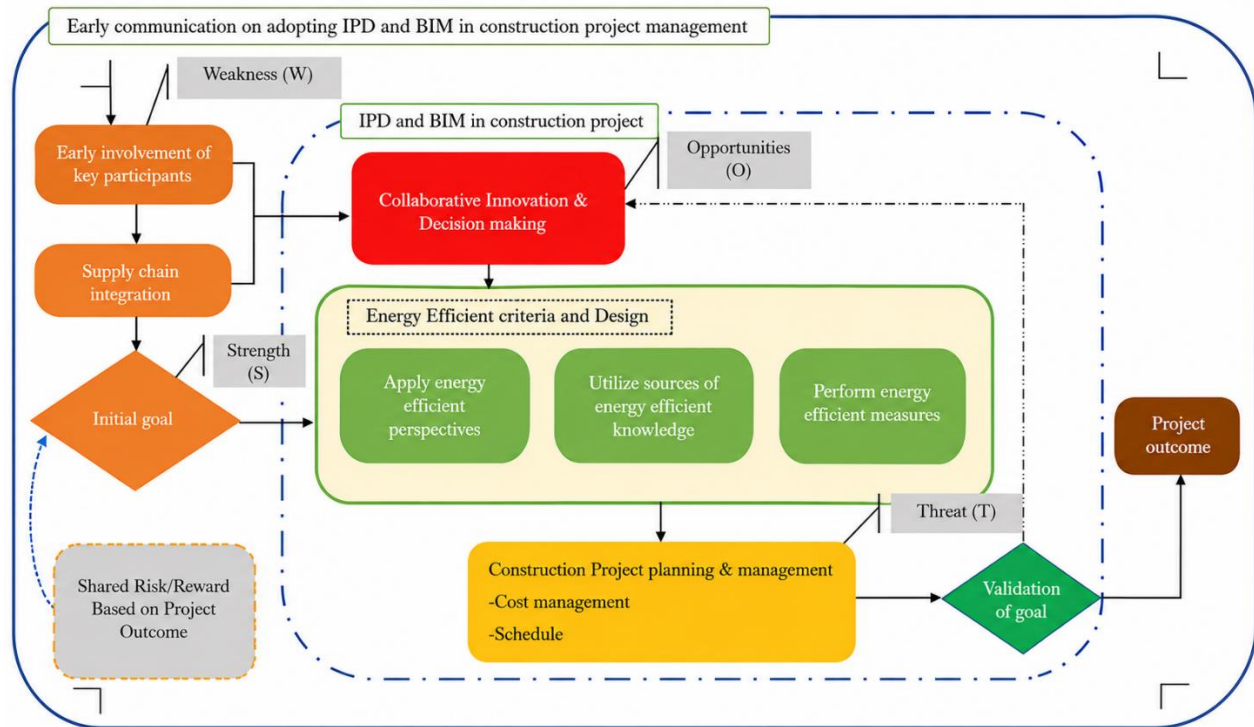 Early communication on adopting IPD and BIM in construction project management
Weakness (W)
IPD and BIM in construction project
Early involvement of
key participants
Opportunities
(O)
Collaborative Innovation &
Decision making
Supply chain
integration
Energy Efficient criteria and Design
Strength
(S)
Apply energy
efficient
perspectives
Utilize sources of
energy efficient
knowledge
Perform energy
efficient measures
Initial goal
Project
outcome
Threat (T)
Shared Risk/Reward
Based on Project
Outcome
Construction Project planning & management
-Cost management
-Schedule
Validation
of goal